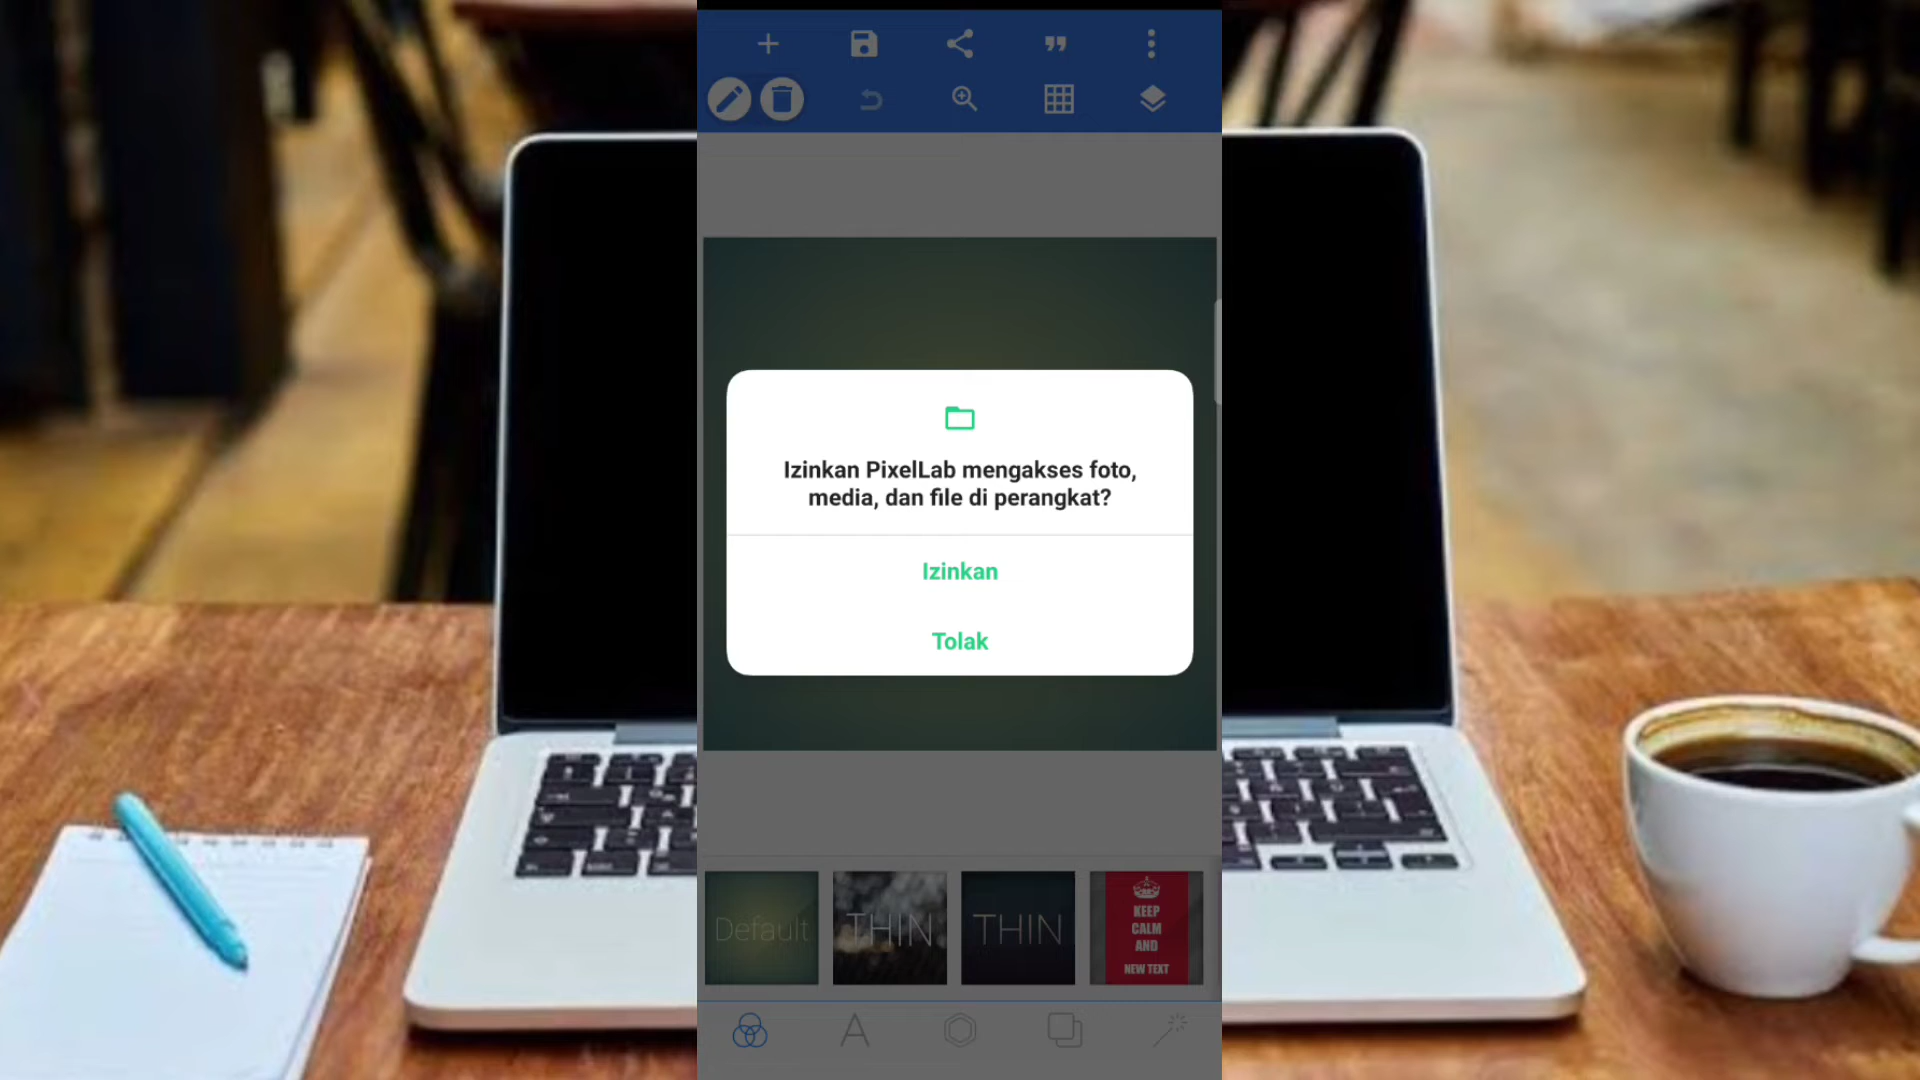 Izinkan PixelLab mengakses foto,
media, dan file di perangkat?
Izinkan
Tolak
Default
THIN
THIN
KEEP
CALM
AND
NEW TEXT